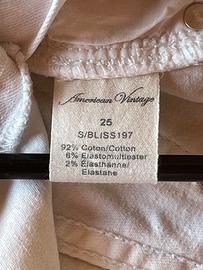 American Vintage
25
S/BLISS197
92% Coton/Cotton
6% Elastomultiester
2% Elasthanne/
Elastane